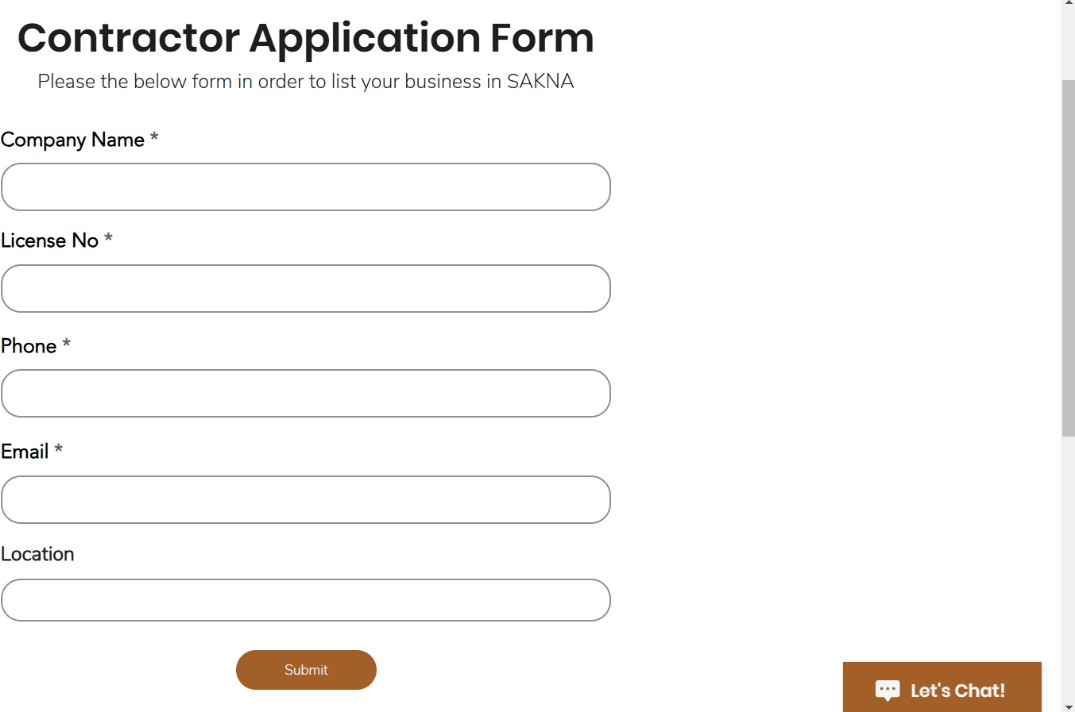 Contractor Application Form
Please the below form in order to list your business in SAKNA
Company Name *
License No *
Phone *
Email *
Location
Submit
Let's Chat!